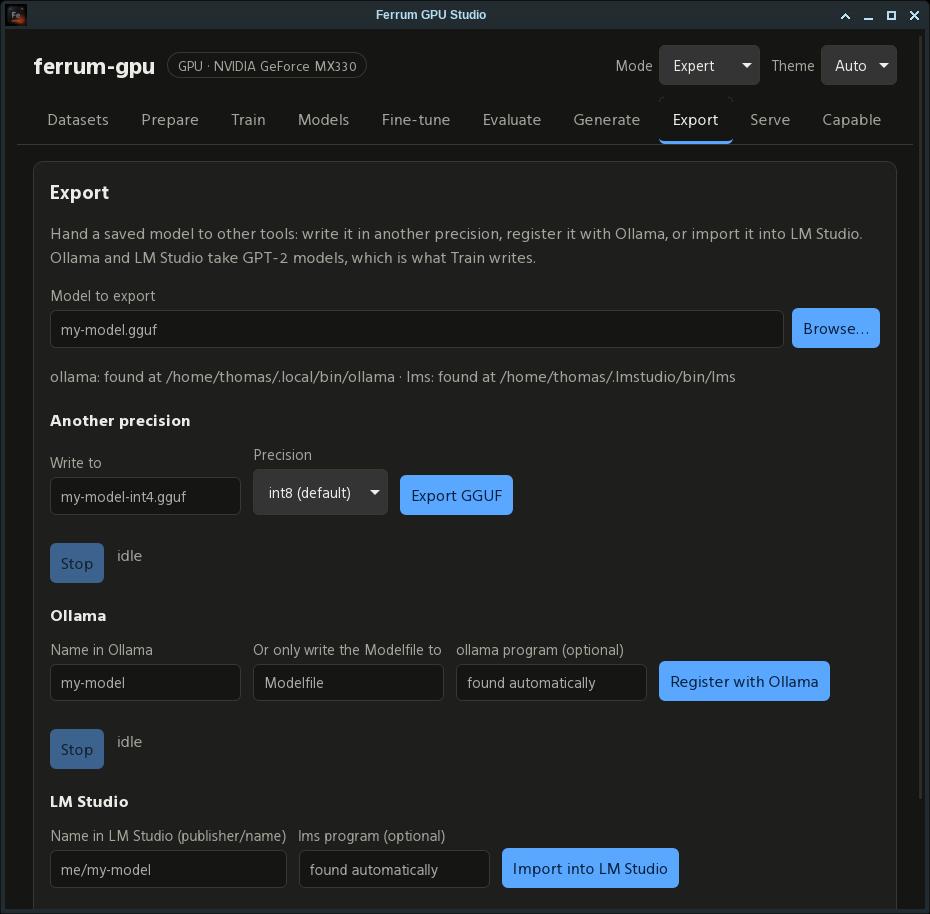 Fe
Ferrum GPU Studio
ferrum-gpu
GPU · NVIDIA GeForce MX330
Mode
Expert
Theme
Auto
Datasets
Prepare
Train
Models
Fine-tune
Evaluate
Generate
Export
Serve
Capable
Export
Hand a saved model to other tools: write it in another precision, register it with Ollama, or import it into LM Studio.
Ollama and LM Studio take GPT-2 models, which is what Train writes.
Model to export
my-model.gguf
Browse...
ollama: found at /home/thomas/.local/bin/ollama · lms: found at /home/thomas/.lmstudio/bin/lms
Another precision
Write to
Precision
my-model-int4.gguf
int8 (default)
Export GGUF
Stop
idle
Ollama
Name in Ollama
Or only write the Modelfile to
ollama program (optional)
my-model
Modelfile
found automatically
Register with Ollama
Stop
idle
LM Studio
Name in LM Studio (publisher/name)
lms program (optional)
me/my-model
found automatically
Import into LM Studio